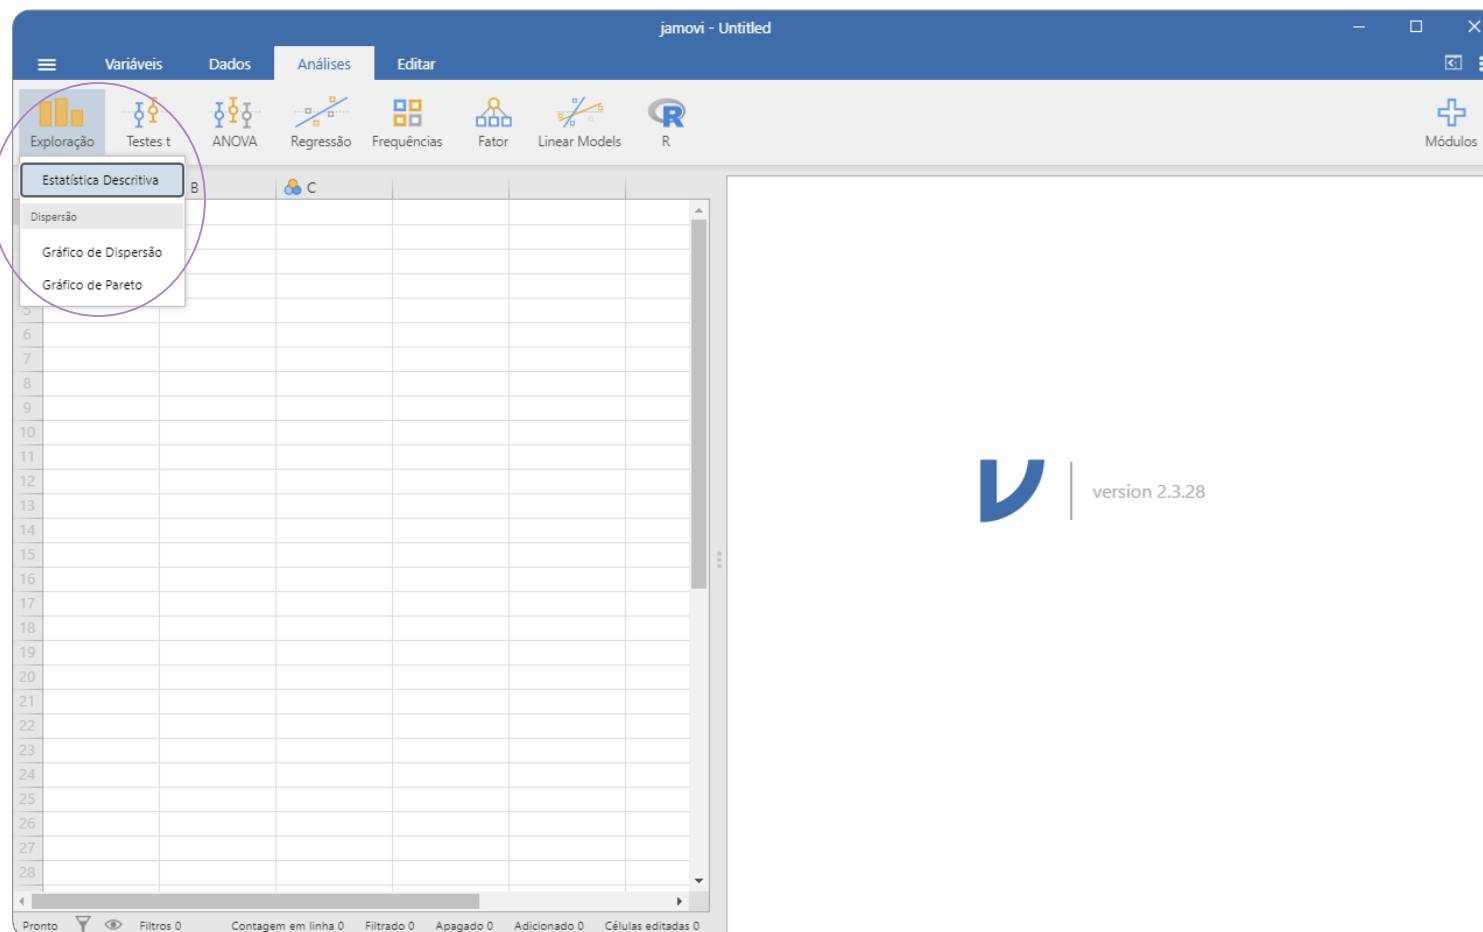 jamovi - Untitled
Variáveis Dados Análises Editar
Exploração Testes t ANOVA Regressão Frequências Fator Linear Models R Módulos
Estatística Descritiva
B C
Dispersão
Gráfico de Dispersão
Gráfico de Pareto
5
6
7
8
9
10
11
12
version 2.3.28
13
14
15
16
17
18
19
20
21
22
23
24
25
26
27
28
Pronto Filtros 0 Contagem em linha 0 Filtrado 0 Apagado 0 Adicionado 0 Células editadas 0